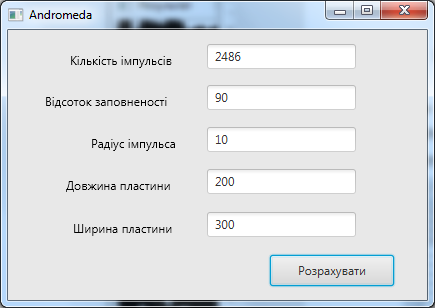 Andromeda
Кількість імпульсів 2486
Відсоток заповненості 90
Радіус імпульса 10
Довжина пластини 200
Ширина пластини 300
Розрахувати